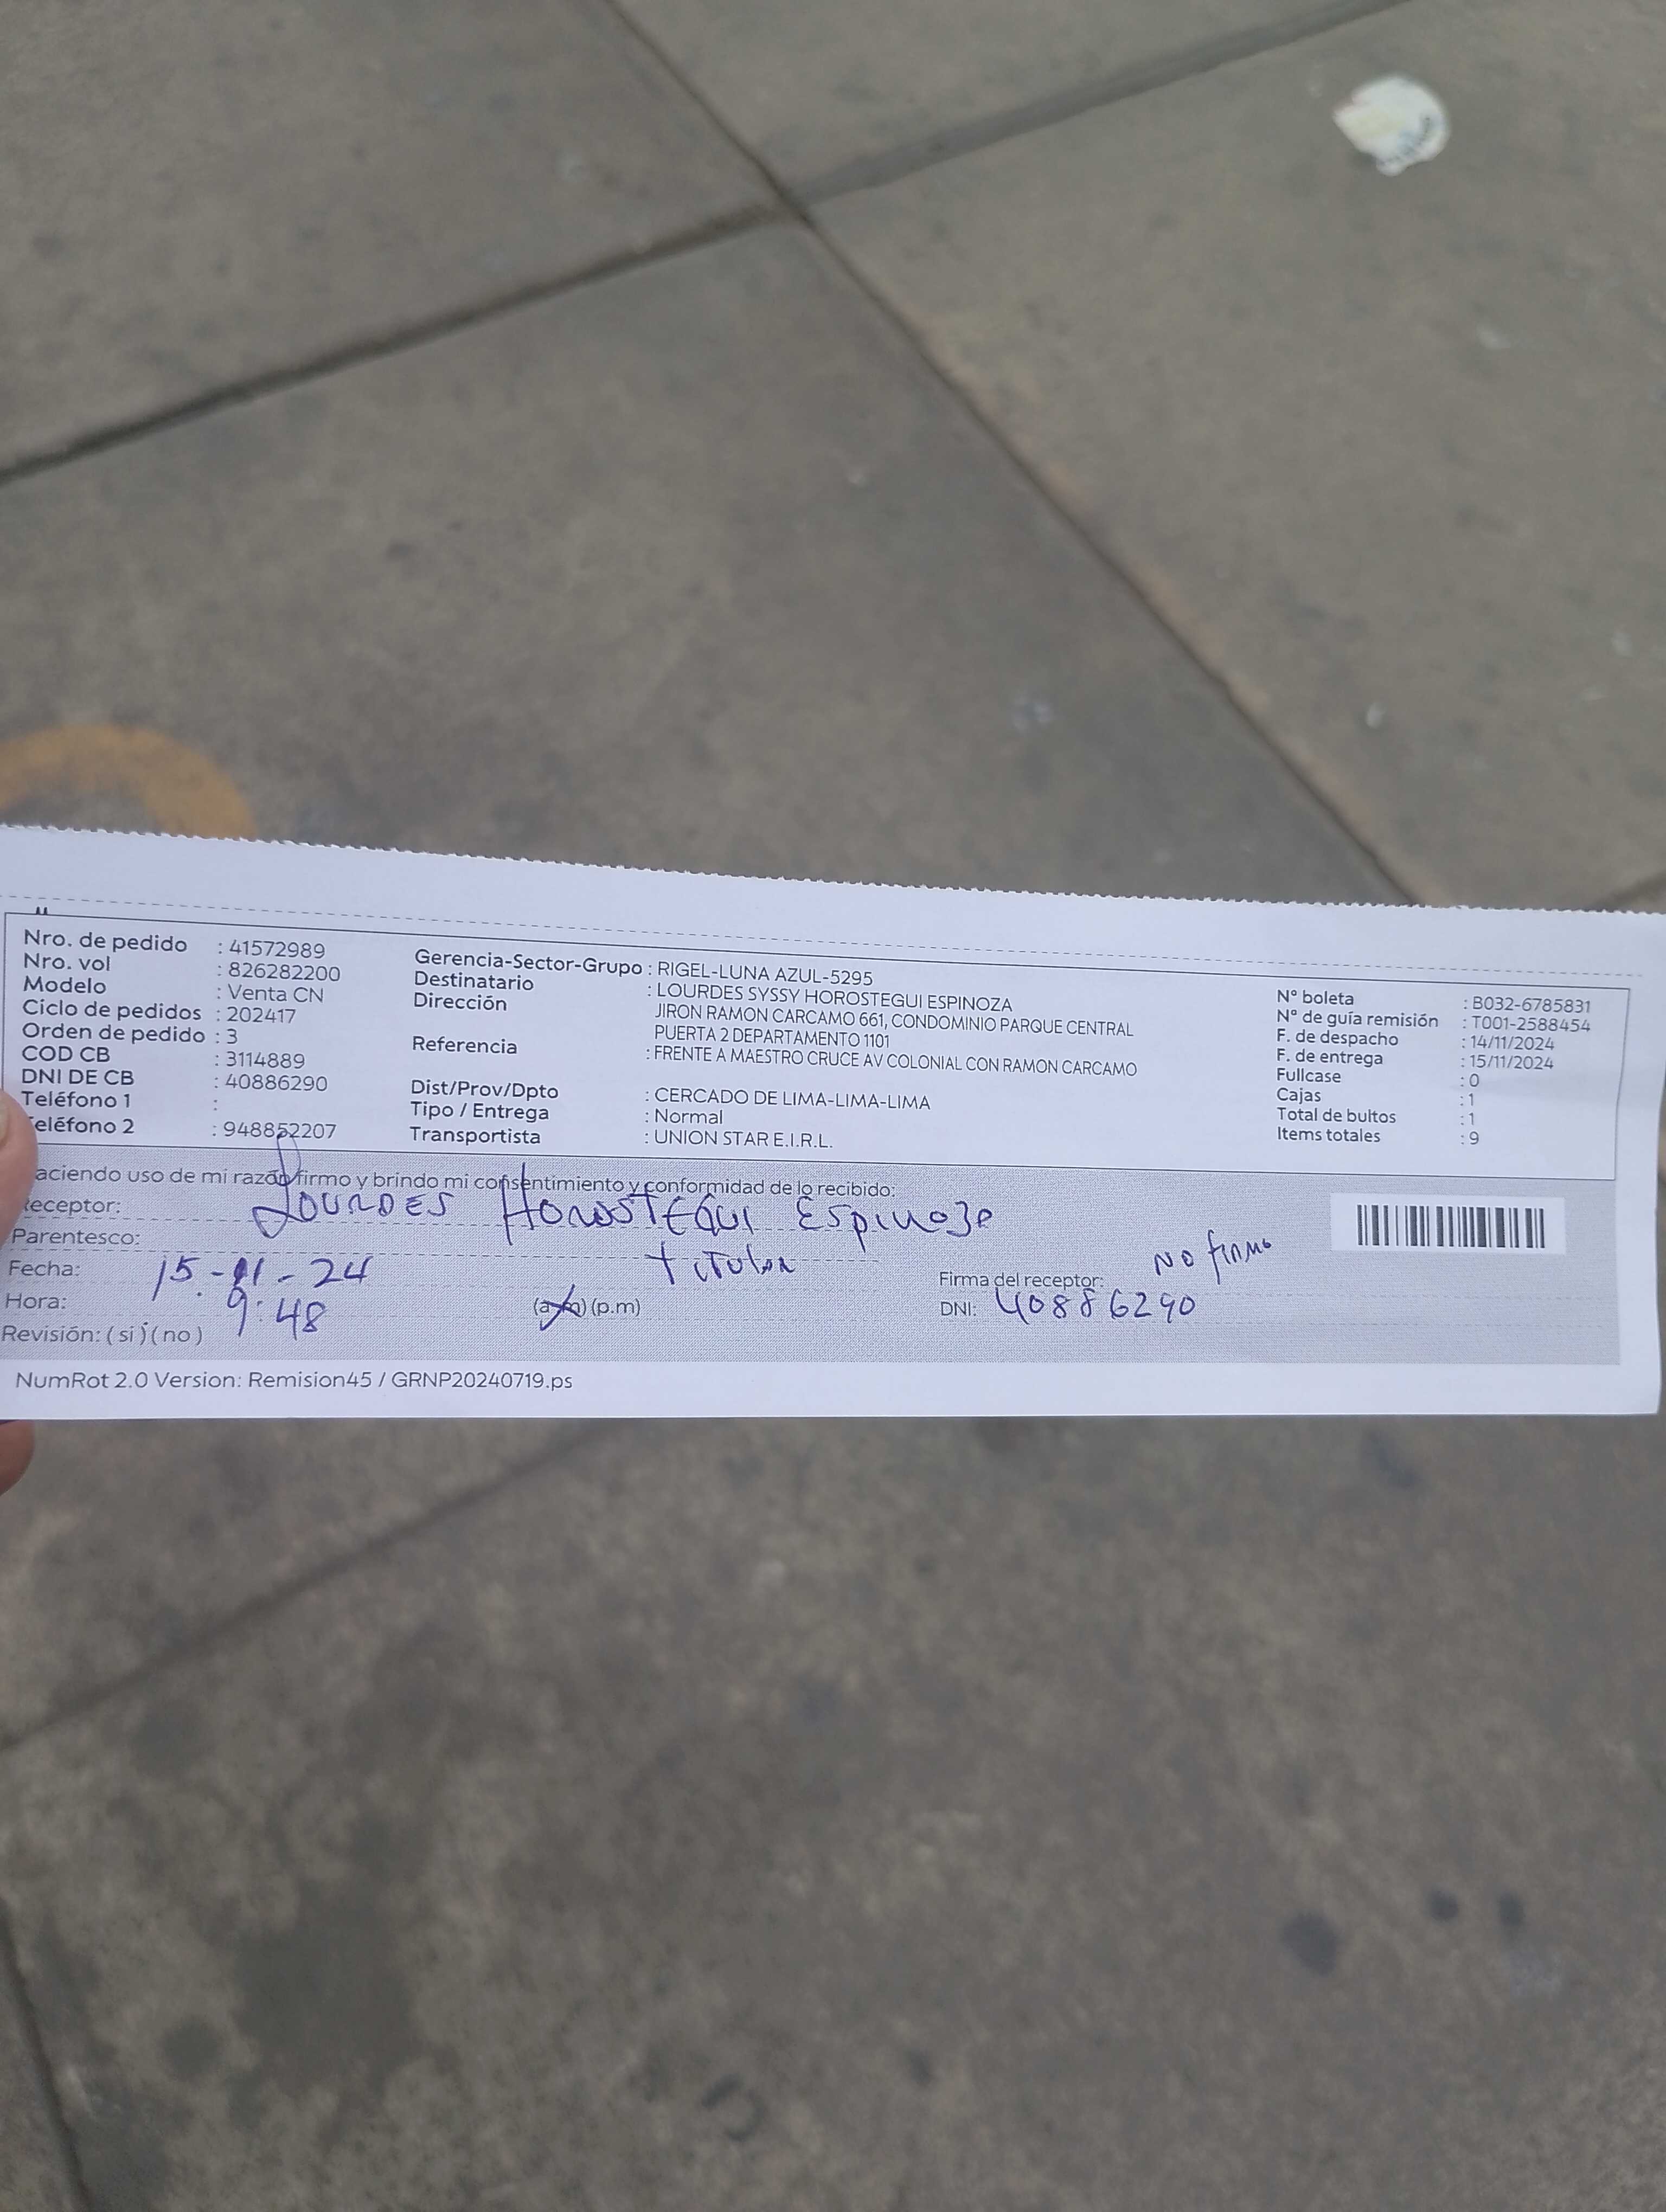 Nro. de pedido : 41572989
Nro. vol : 826282200
Modelo : Venta CN
Ciclo de pedidos : 202417
Orden de pedido : 3
COD CB : 3114889
DNI DE CB : 40886290
Teléfono 1 :
eléfono 2 : 948852207
Gerencia-Sector-Grupo : RIGEL-LUNA AZUL-5295
Destinatario : LOURDES SYSSY HOROSTEGUI ESPINOZA
Dirección JIRON RAMON CARCAMO 661, CONDOMINIO PARQUE CENTRAL
PUERTA 2 DEPARTAMENTO 1101
Referencia : FRENTE A MAESTRO CRUCE AV COLONIAL CON RAMON CARCAMO
Dist/Prov/Dpto : CERCADO DE LIMA-LIMA-LIMA
Tipo / Entrega : Normal
Transportista : UNION STAR E.I.R.L.
N° boleta : B032-6785831
N° de guía remisión : T001-2588454
F. de despacho : 14/11/2024
F. de entrega : 15/11/2024
Fullcase : 0
Cajas : 1
Total de bultos : 1
Items totales : 9
aciendo uso de mi razón firmo y brindo mi consentimiento y conformidad de lo recibido:
eceptor: LOURDES HOROSTEGUI ESPINOZA
Parentesco: titular
Fecha: 15-11-24
Hora: 9:48 (a.m) (p.m)
Revisión: ( si ) ( no )
Firma del receptor: NO firmo
DNI: 40886290
NumRot 2.0 Version: Remision45 / GRNP20240719.ps